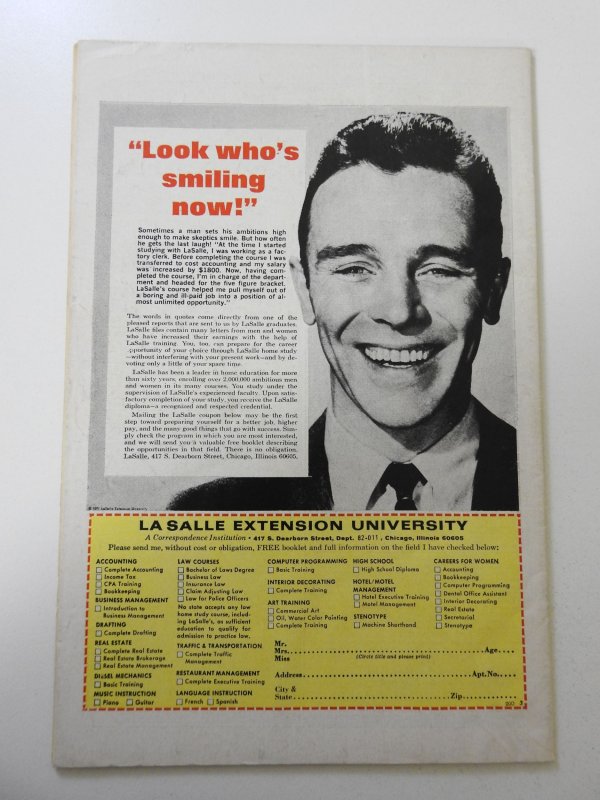 “Look who’s
smiling
now!”
Sometimes a man sets his ambitions high
enough to make skeptics smile. But how often
he gets the last laugh! “At the time I started
studying with LaSalle, I was working as a fac-
tory clerk. Before completing the course I was
transferred to cost accounting and my salary
was increased by $1800. Now, having com-
pleted the course, I’m in charge of the depart-
ment and headed for the five figure bracket.
LaSalle’s course helped me pull myself out of
a boring and ill-paid job into a position of al-
most unlimited opportunity.”
The words in quotes come directly from one of the
pleased reports that are sent to us by LaSalle graduates.
LaSalle files contain many letters from men and women
who have increased their earnings with the help of
LaSalle training. You, too, can prepare for the career
opportunity of your choice through LaSalle home study
—without interfering with your present work—and by de-
voting only a little of your spare time.
LaSalle has been a leader in home education for more
than sixty years, enrolling over 2,000,000 ambitious men
and women in its many courses. You study under the
supervision of LaSalle’s experienced faculty. Upon satis-
factory completion of your study, you receive the LaSalle
diploma—a recognized and respected credential.
Mailing the LaSalle coupon below may be the first
step toward preparing yourself for a better job, higher
pay, and the many good things that go with success. Sim-
ply check the program in which you are most interested,
and we will send you a valuable free booklet describing
the opportunities in that field. There is no obligation.
LaSalle, 417 S. Dearborn Street, Chicago, Illinois 60605.
LaSalle Extension University
LA SALLE EXTENSION UNIVERSITY
A Correspondence Institution • 417 S. Dearborn Street, Dept. 82-011, Chicago, Illinois 60605
Please send me, without cost or obligation, FREE booklet and full information on the field I have checked below:
ACCOUNTING
Complete Accounting
Income Tax
CPA Training
Bookkeeping
BUSINESS MANAGEMENT
Introduction to
Business Management
DRAFTING
Complete Drafting
REAL ESTATE
Complete Real Estate
Real Estate Brokerage
Real Estate Management
DIESEL MECHANICS
Basic Training
MUSIC INSTRUCTION
Piano Guitar
LAW COURSES
Bachelor of Laws Degree
Business Law
Insurance Law
Claim Adjusting Law
Law for Police Officers
No state accepts any law
home study course, includ-
ing LaSalle’s, as sufficient
education to qualify for
admission to practice law.
TRAFFIC & TRANSPORTATION
Complete Traffic
Management
RESTAURANT MANAGEMENT
Complete Executive Training
LANGUAGE INSTRUCTION
French Spanish
COMPUTER PROGRAMMING
Basic Training
INTERIOR DECORATING
Complete Training
ART TRAINING
Commercial Art
Oil, Water Color Painting
Complete Training
HIGH SCHOOL
High School Diploma
HOTEL/MOTEL
MANAGEMENT
Hotel Executive Training
Motel Management
STENOTYPE
Machine Shorthand
CAREERS FOR WOMEN
Accounting
Bookkeeping
Computer Programming
Dental Office Assistant
Interior Decorating
Real Estate
Secretarial
Stenotype
Mr.
Mrs. Age
Miss (Circle title and please print)
Address Apt.No.
City &
State Zip
3